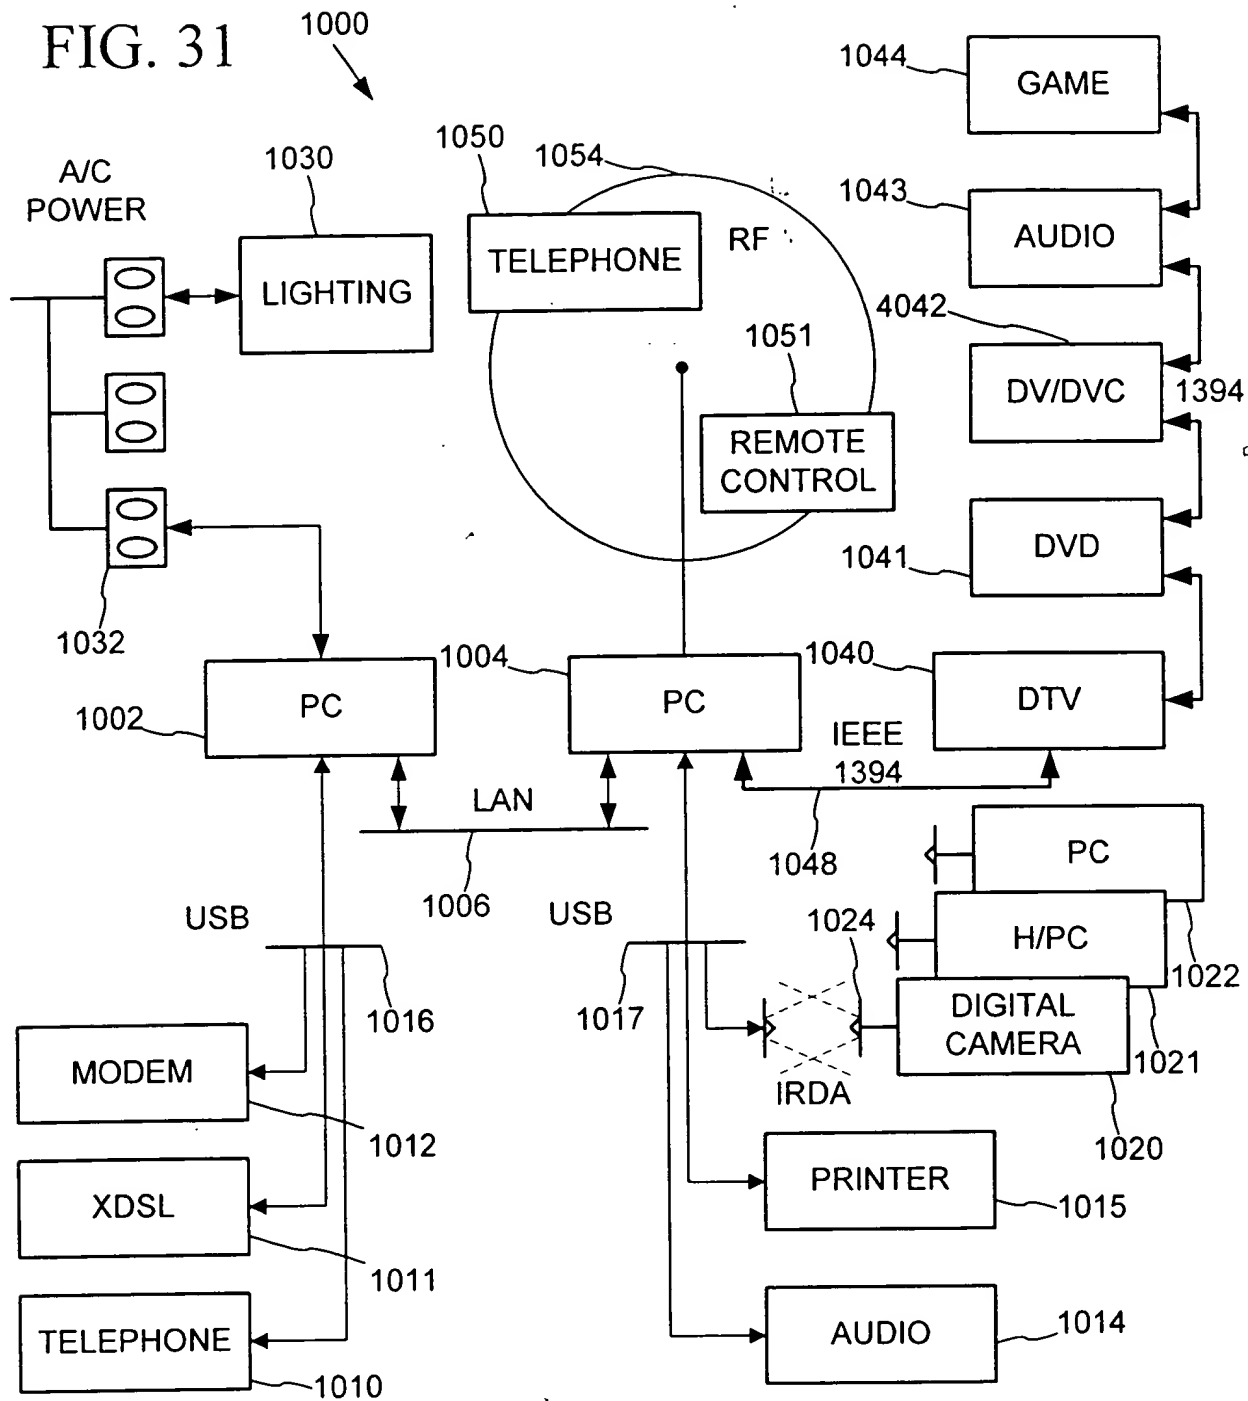 FIG. 31
1000
1044
GAME
1050
1054
1030
A/C
POWER
1043
AUDIO
RF
TELEPHONE
LIGHTING
4042
1051
DV/DVC
1394
REMOTE
CONTROL
DVD
1041
1032
1004
1040
PC
PC
DTV
1002
IEEE
1394
LAN
1048
PC
1006
USB
USB
1024
H/PC
1022
1016
1017
DIGITAL
CAMERA
1021
MODEM
IRDA
1012
1020
PRINTER
XDSL
1015
1011
TELEPHONE
AUDIO
1014
1010